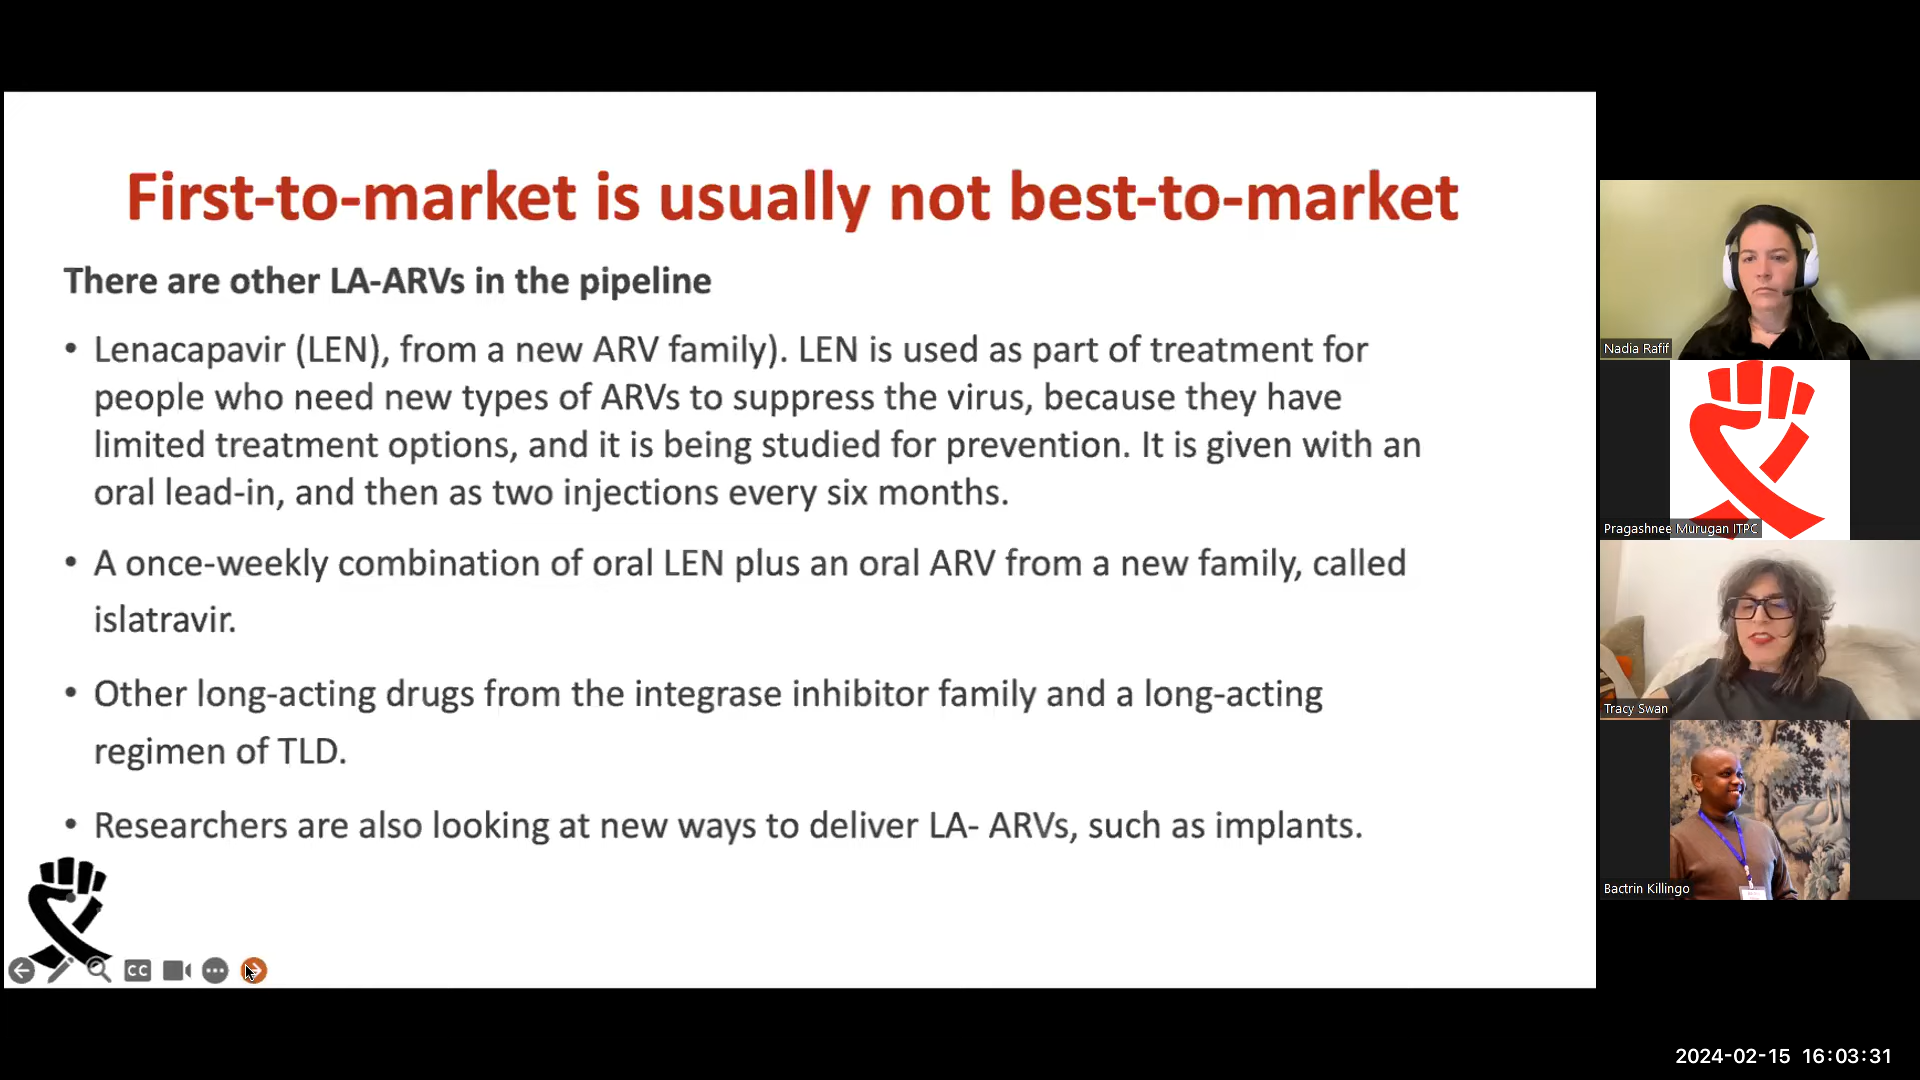 First-to-market is usually not best-to-market
There are other LA-ARVs in the pipeline
• Lenacapavir (LEN), from a new ARV family). LEN is used as part of treatment for
people who need new types of ARVs to suppress the virus, because they have
limited treatment options, and it is being studied for prevention. It is given with an
oral lead-in, and then as two injections every six months.
• A once-weekly combination of oral LEN plus an oral ARV from a new family, called
islatravir.
• Other long-acting drugs from the integrase inhibitor family and a long-acting
regimen of TLD.
• Researchers are also looking at new ways to deliver LA- ARVs, such as implants.
CC
Nadia Rafif
Pragashnee Murugan ITPC
Tracy Swan
Bactrin Killingo
2024-02-15 16:03:31